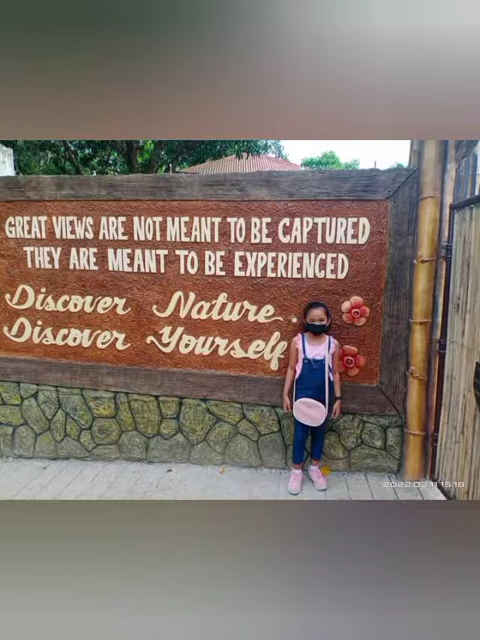 GREAT VIEWS ARE NOT MEANT TO BE CAPTURED
THEY ARE MEANT TO BE EXPERIENCED
Discover Nature.
Discover Yourself
2022.02.11 15:18